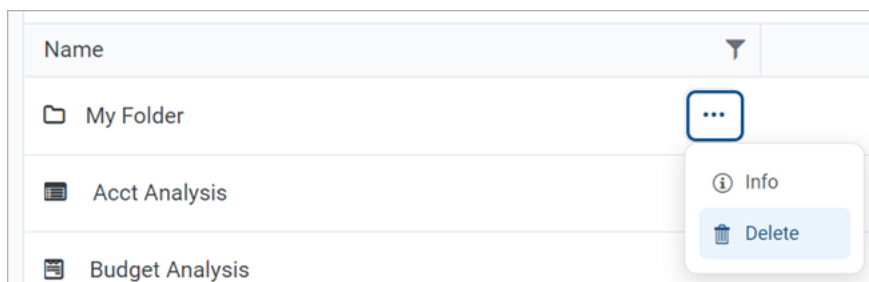 Name
My Folder
Acct Analysis
Info
Delete
Budget Analysis